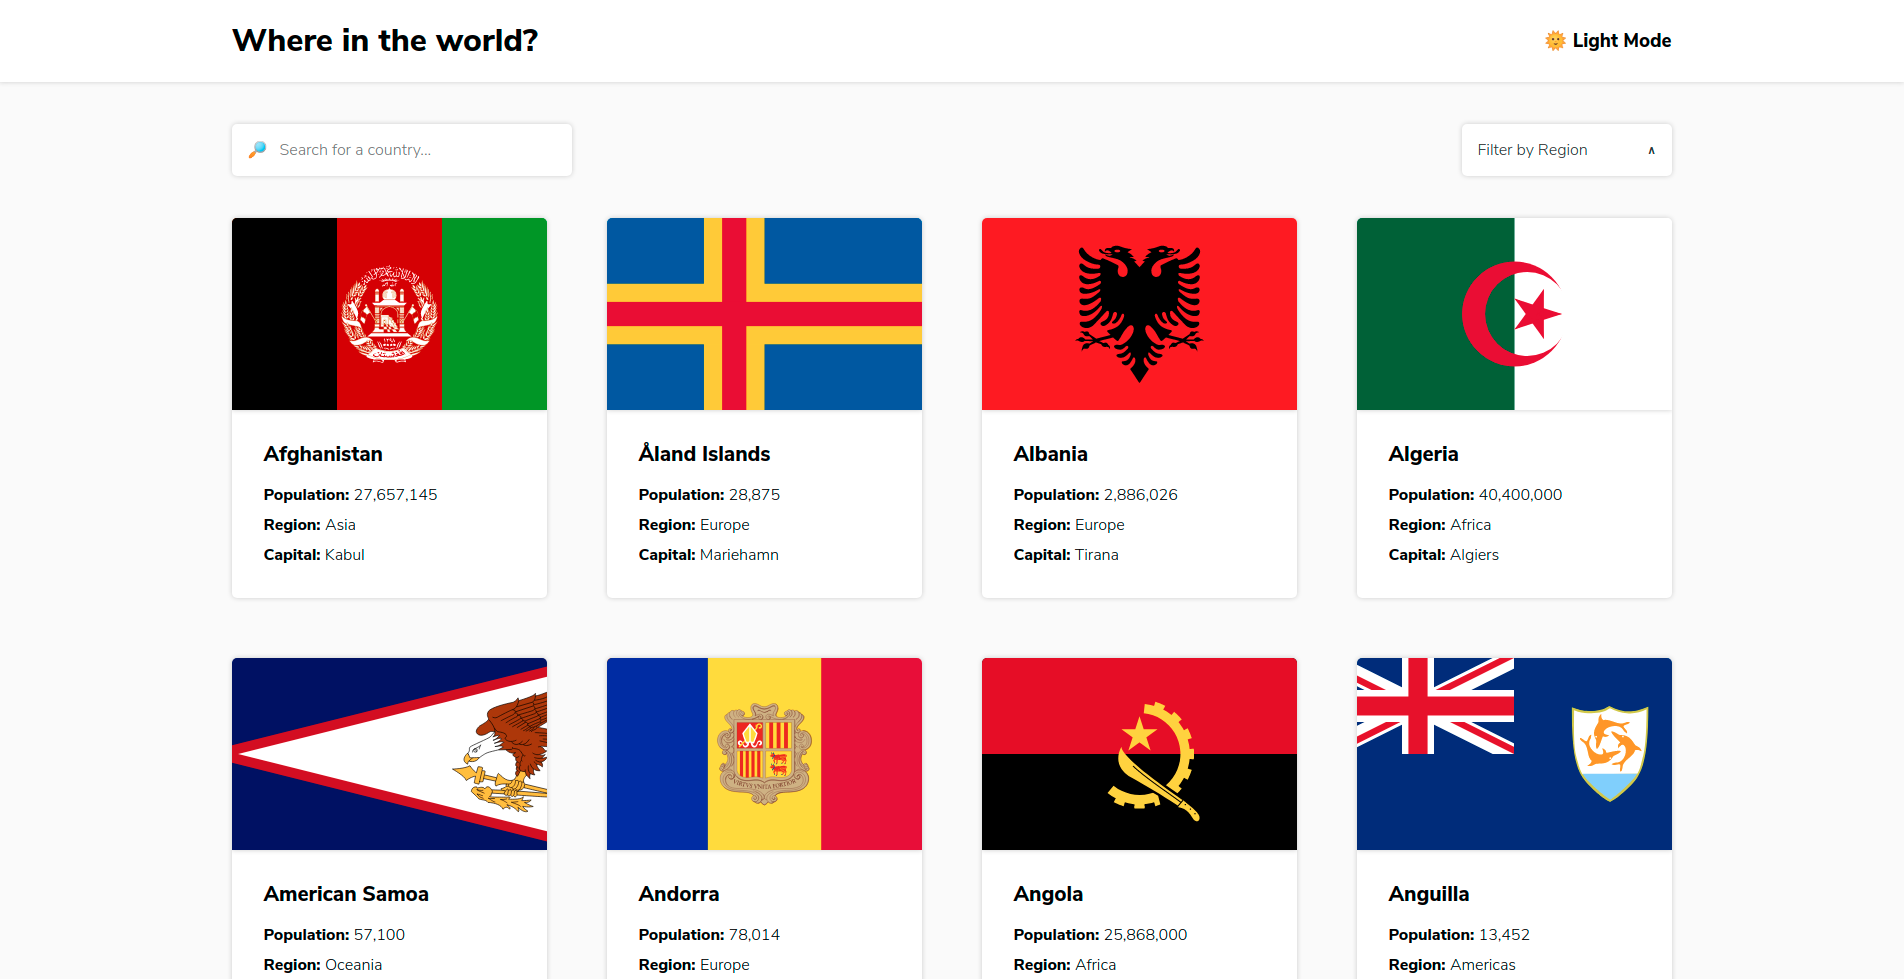 Where in the world?
🌞 Light Mode
🔎 Search for a country...
Filter by Region ∧
Afghanistan
Population: 27,657,145
Region: Asia
Capital: Kabul
Åland Islands
Population: 28,875
Region: Europe
Capital: Mariehamn
Albania
Population: 2,886,026
Region: Europe
Capital: Tirana
Algeria
Population: 40,400,000
Region: Africa
Capital: Algiers
American Samoa
Population: 57,100
Region: Oceania
Andorra
Population: 78,014
Region: Europe
Angola
Population: 25,868,000
Region: Africa
Anguilla
Population: 13,452
Region: Americas